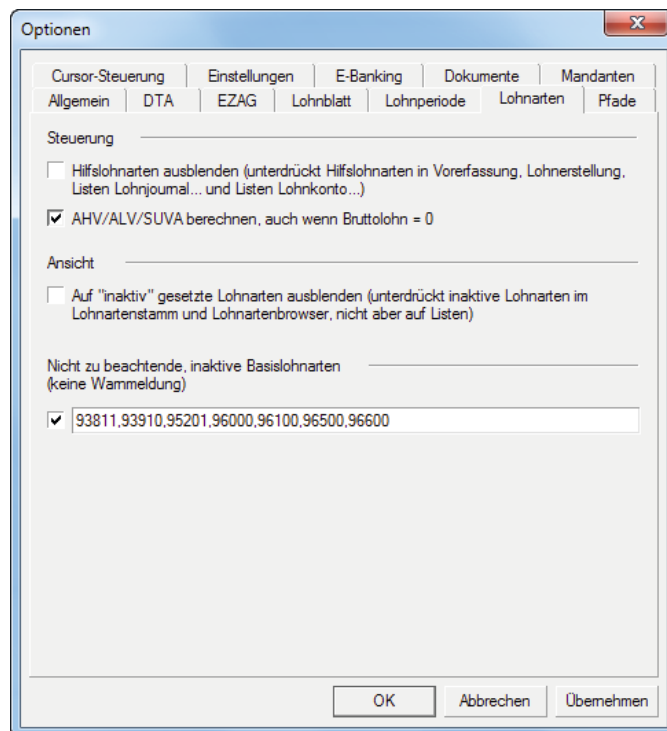 Optionen
Cursor-Steuerung Einstellungen E-Banking Dokumente Mandanten
Allgemein DTA EZAG Lohnblatt Lohnperiode Lohnarten Pfade
Steuerung
Hilfslohnarten ausblenden (unterdrückt Hilfslohnarten in Vorerfassung, Lohnerstellung,
Listen Lohnjournal... und Listen Lohnkonto...)
AHV/ALV/SUVA berechnen, auch wenn Bruttolohn = 0
Ansicht
Auf "inaktiv" gesetzte Lohnarten ausblenden (unterdrückt inaktive Lohnarten im
Lohnartenstamm und Lohnartenbrowser, nicht aber auf Listen)
Nicht zu beachtende, inaktive Basislohnarten
(keine Warnmeldung)
93811,93910,95201,96000,96100,96500,96600
OK Abbrechen Übernehmen